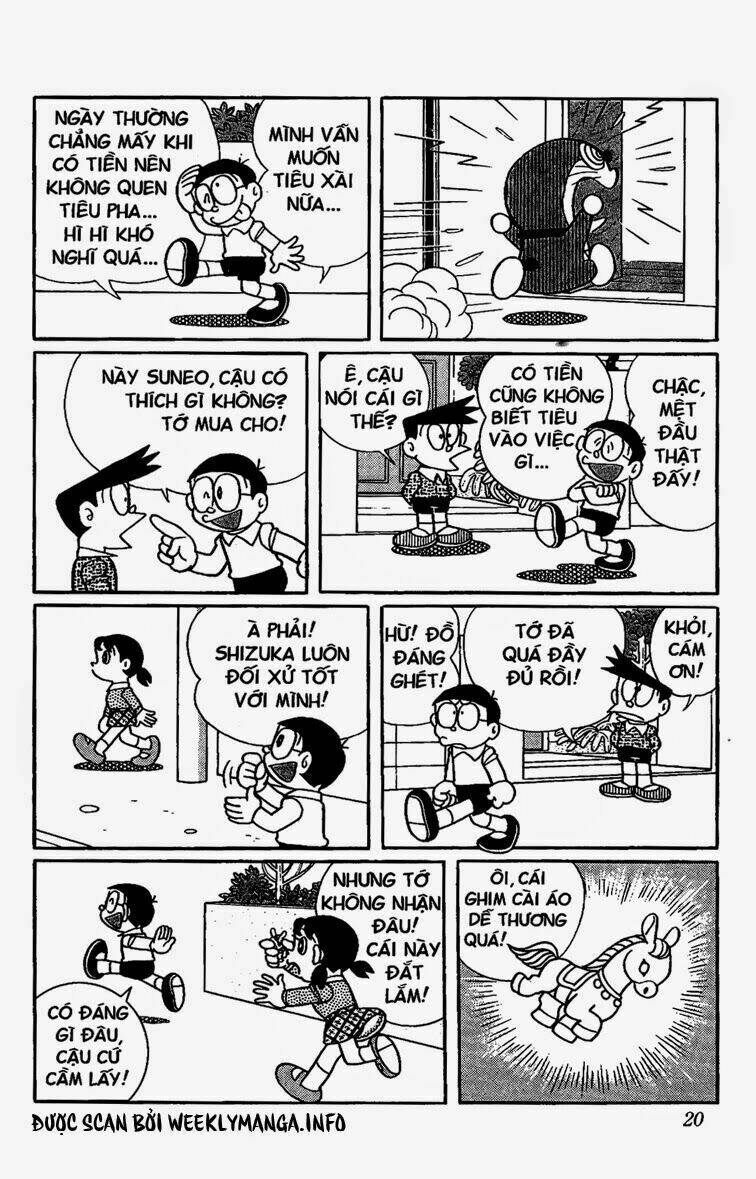 MÌNH VẪN
MUỐN
TIÊU XÀI
NỮA...
NGÀY THƯỜNG
CHẲNG MẤY KHI
CÓ TIỀN NÊN
KHÔNG QUEN
TIÊU PHA...
HÌ HÌ KHÓ
NGHĨ QUÁ...
CHẬC,
MỆT
ĐẦU
THẬT
ĐẤY!
CÓ TIỀN
CŨNG KHÔNG
BIẾT TIÊU
VÀO VIỆC
GÌ...
Ê, CẬU
NÓI CÁI GÌ
THẾ?
NÀY SUNEO, CẬU CÓ
THÍCH GÌ KHÔNG?
TỚ MUA CHO!
KHỎI,
CÁM
ƠN!
TỚ ĐÃ
QUÁ ĐẦY
ĐỦ RỒI!
HỪ! ĐỒ
ĐÁNG
GHÉT!
À PHẢI!
SHIZUKA LUÔN
ĐỐI XỬ TỐT
VỚI MÌNH!
ÔI, CÁI
GHIM CÀI ÁO
DỄ THƯƠNG
QUÁ!
NHƯNG TỚ
KHÔNG NHẬN
ĐÂU!
CÁI NÀY
ĐẮT
LẮM!
CÓ ĐÁNG
GÌ ĐÂU,
CẬU CỨ
CẦM LẤY!
ĐƯỢC SCAN BỞI WEEKLYMANGA.INFO
20